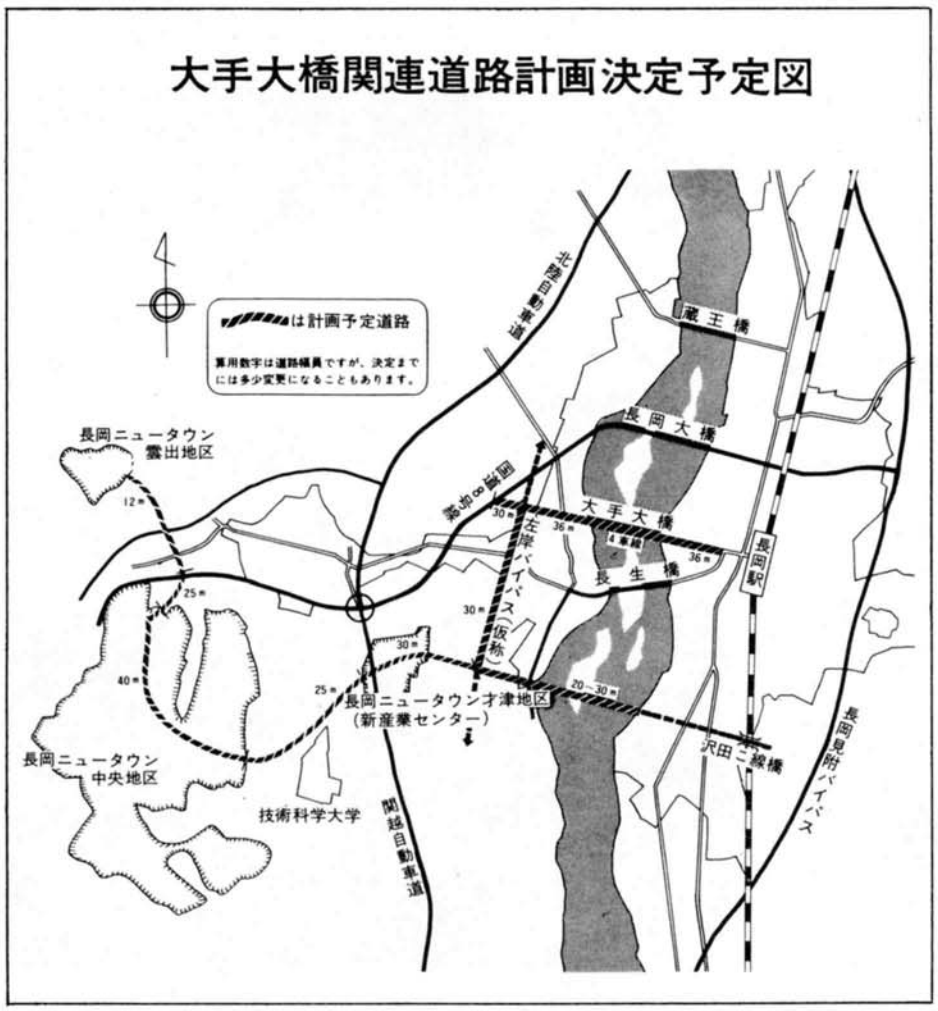 大手大橋関連道路計画決定予定図
は計画予定道路
算用数字は道路幅員ですが、決定まで
には多少変更になることもあります。
北陸自動車道
蔵王橋
長岡大橋
長岡ニュータウン
雲出地区
12m
国道8号線
30m
大手大橋
36m
4車線
36m
左岸バイパス(仮称)
長生橋
長岡駅
25m
30m
30m
40m
25m
長岡ニュータウン才津地区
(新産業センター)
20−30m
長岡ニュータウン
中央地区
沢田こ線橋
長岡見附バイパス
技術科学大学
関越自動車道